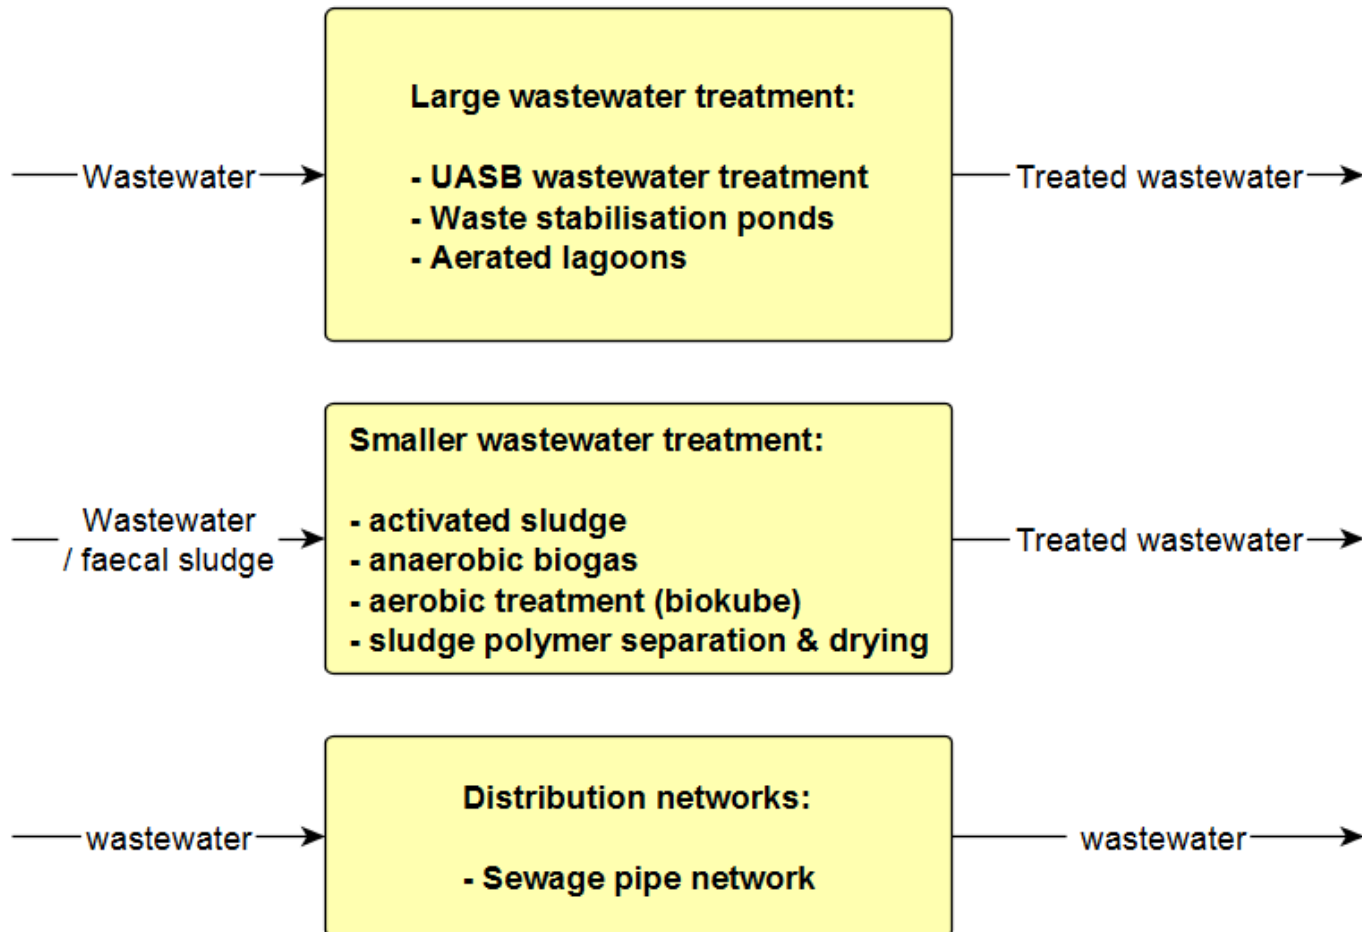 Large wastewater treatment:
Wastewater
- UASB wastewater treatment
- Waste stabilisation ponds
- Aerated lagoons
Treated wastewater
Smaller wastewater treatment:
Wastewater
/ faecal sludge
- activated sludge
- anaerobic biogas
- aerobic treatment (biokube)
- sludge polymer separation & drying
Treated wastewater
Distribution networks:
wastewater
- Sewage pipe network
wastewater